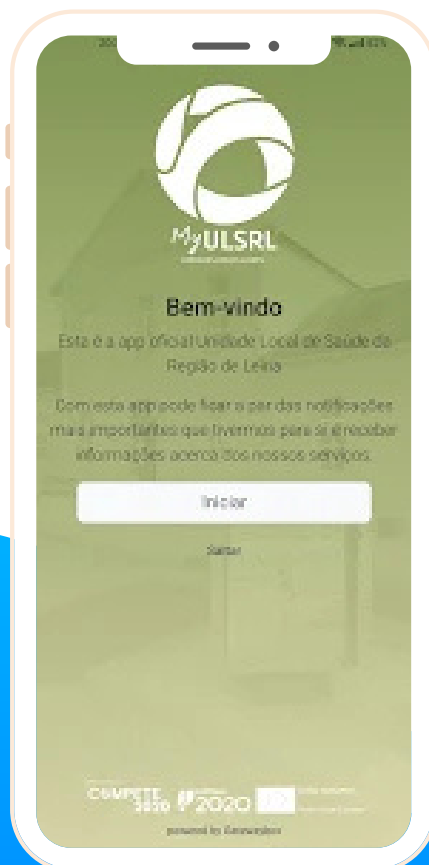 MyULSRL
Bem-vindo
Esta é a app oficial Unidade Local de Saúde da
Região de Leiria
Com esta app pode ficar a par das notificações
mais importantes que tivermos para si e receber
informações acerca dos nossos serviços.
Iniciar
Saltar
COMPETE
2020
2020
powered by